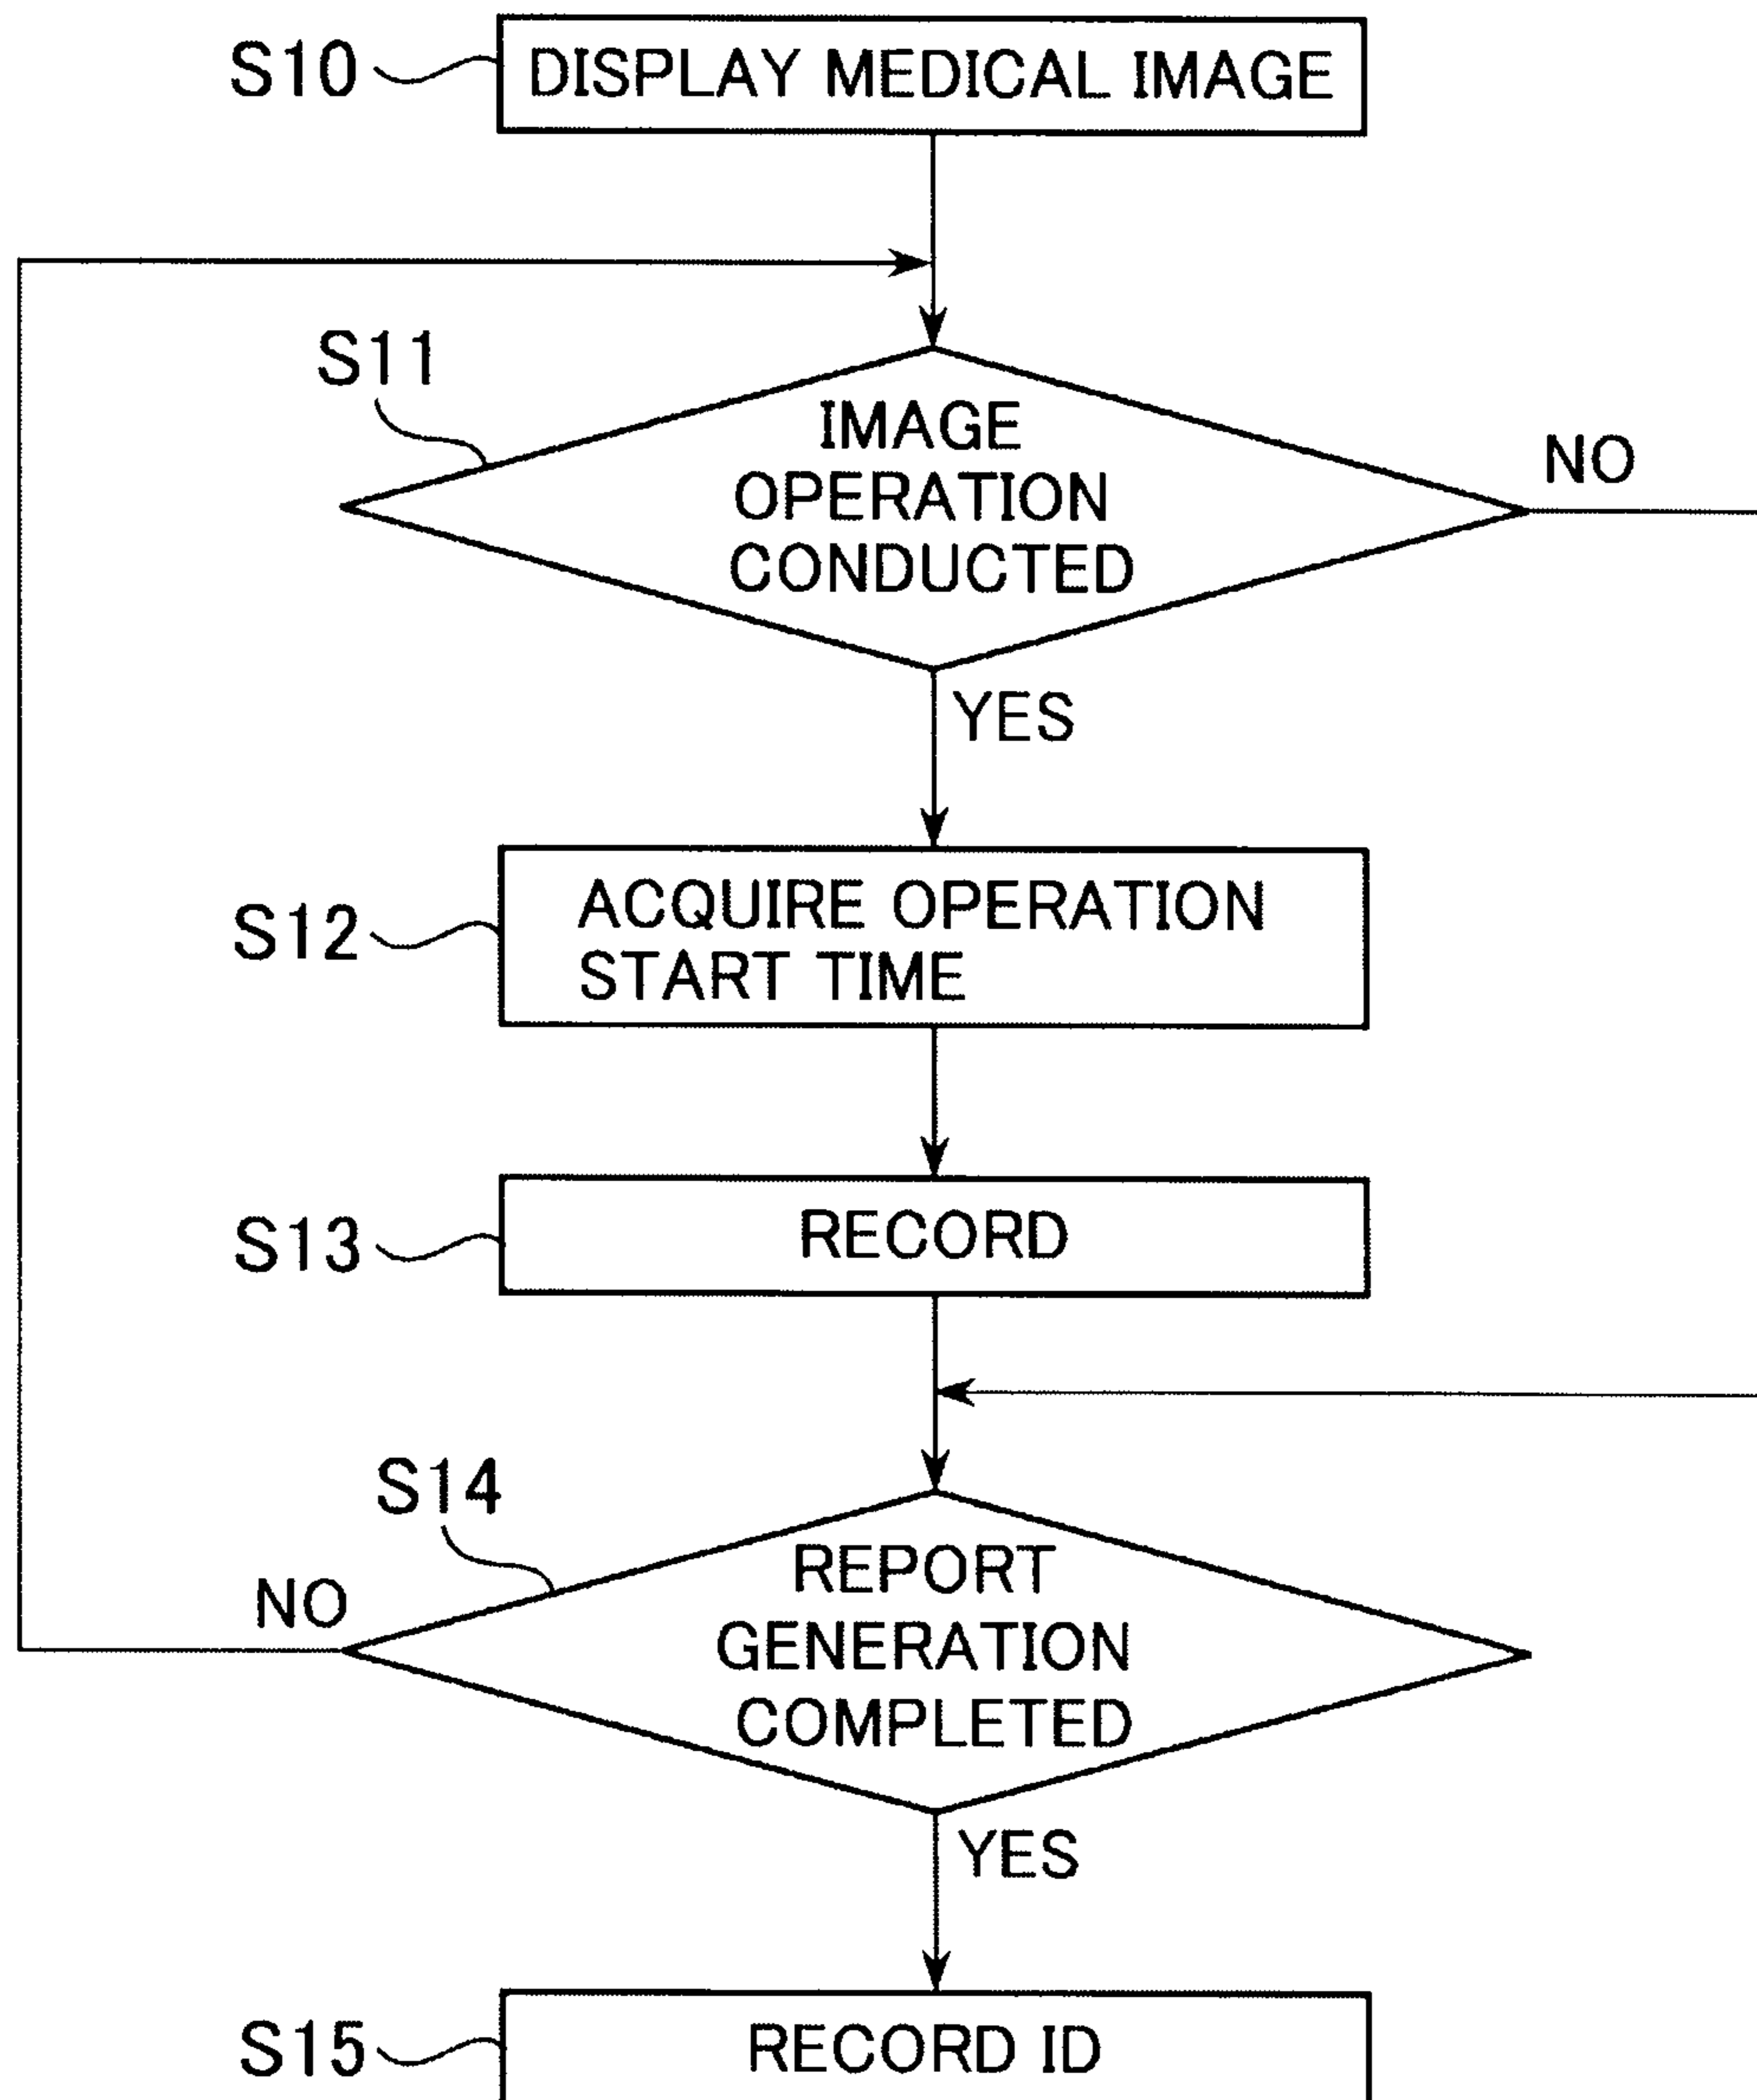 S10
DISPLAY MEDICAL IMAGE
S11
IMAGE
OPERATION
CONDUCTED
NO
YES
S12
ACQUIRE OPERATION
START TIME
S13
RECORD
S14
NO
REPORT
GENERATION
COMPLETED
YES
S15
RECORD ID